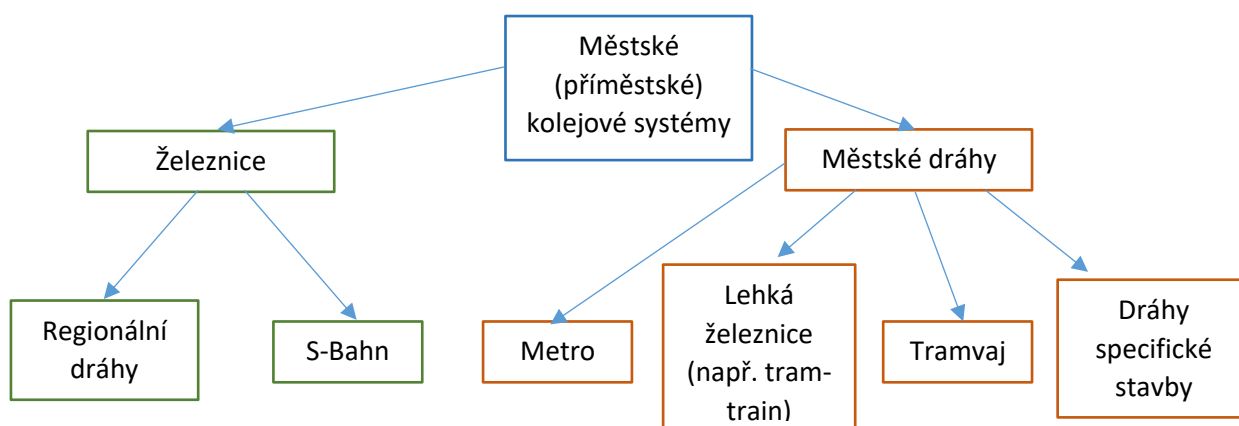 Městské
(příměstské)
kolejové systémy
Železnice
Městské dráhy
Regionální
dráhy
S-Bahn
Metro
Lehká
železnice
(např. tram-
train)
Tramvaj
Dráhy
specifické
stavby